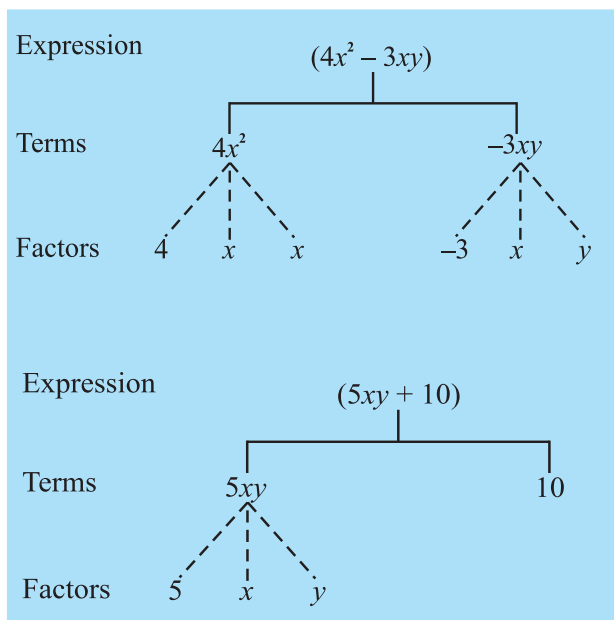 Expression (4x² – 3xy)
Terms 4x² –3xy
Factors 4 x x –3 x y
Expression (5xy + 10)
Terms 5xy 10
Factors 5 x y